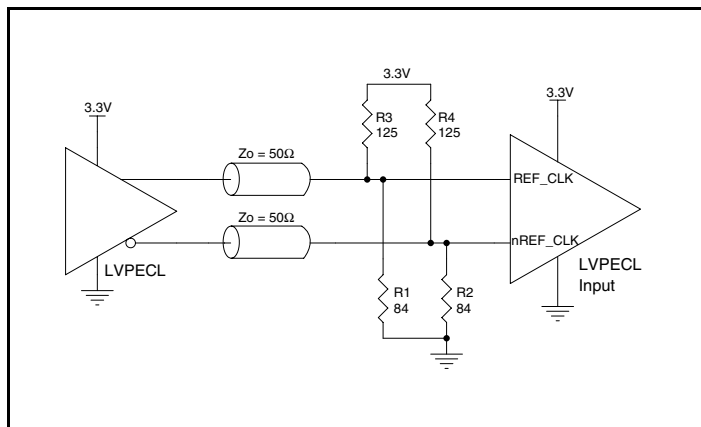 3.3V
3.3V
3.3V
R3
125
R4
125
Zo = 50Ω
REF_CLK
Zo = 50Ω
nREF_CLK
LVPECL
LVPECL
Input
R1
84
R2
84